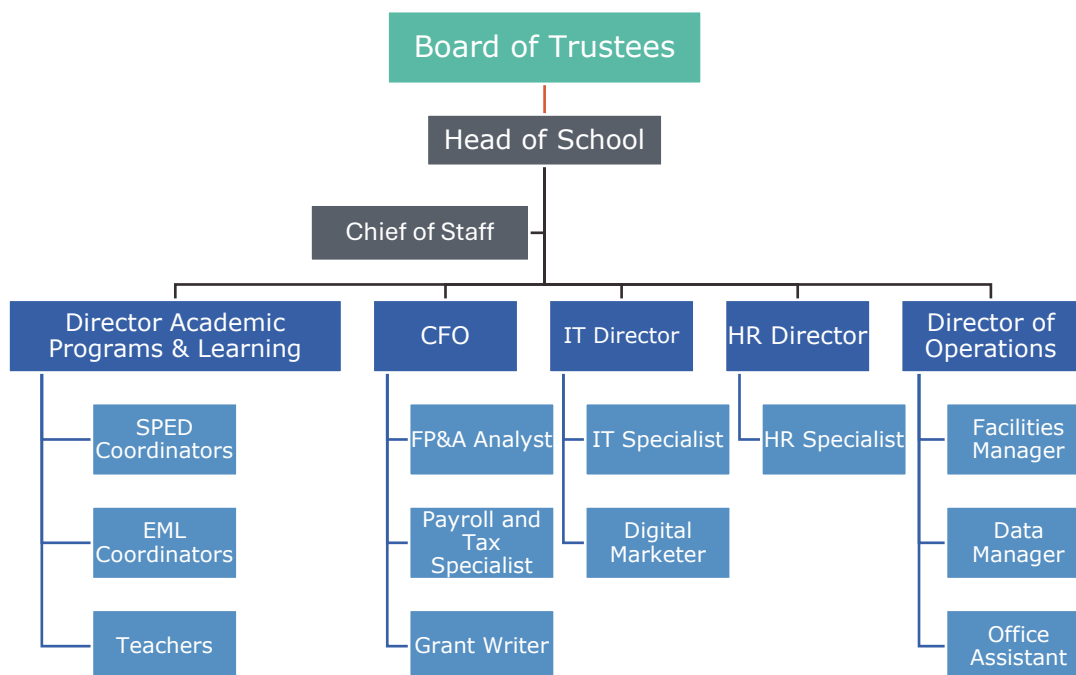 Board of Trustees
Head of School
Chief of Staff
Director Academic
Programs & Learning
CFO
IT Director
HR Director
Director of
Operations
SPED
Coordinators
FP&A Analyst
IT Specialist
HR Specialist
Facilities
Manager
EML
Coordinators
Payroll and
Tax
Specialist
Digital
Marketer
Data
Manager
Teachers
Grant Writer
Office
Assistant